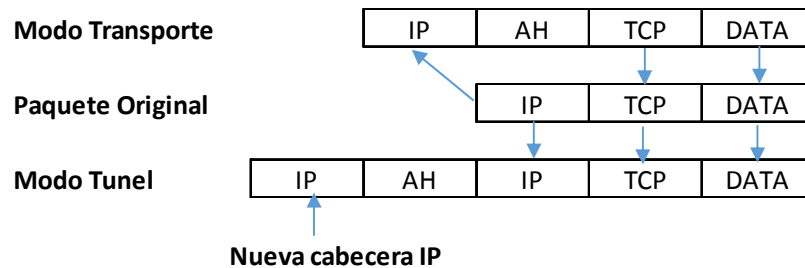 Modo Transporte IP AH TCP DATA
Paquete Original IP TCP DATA
Modo Tunel IP AH IP TCP DATA
Nueva cabecera IP